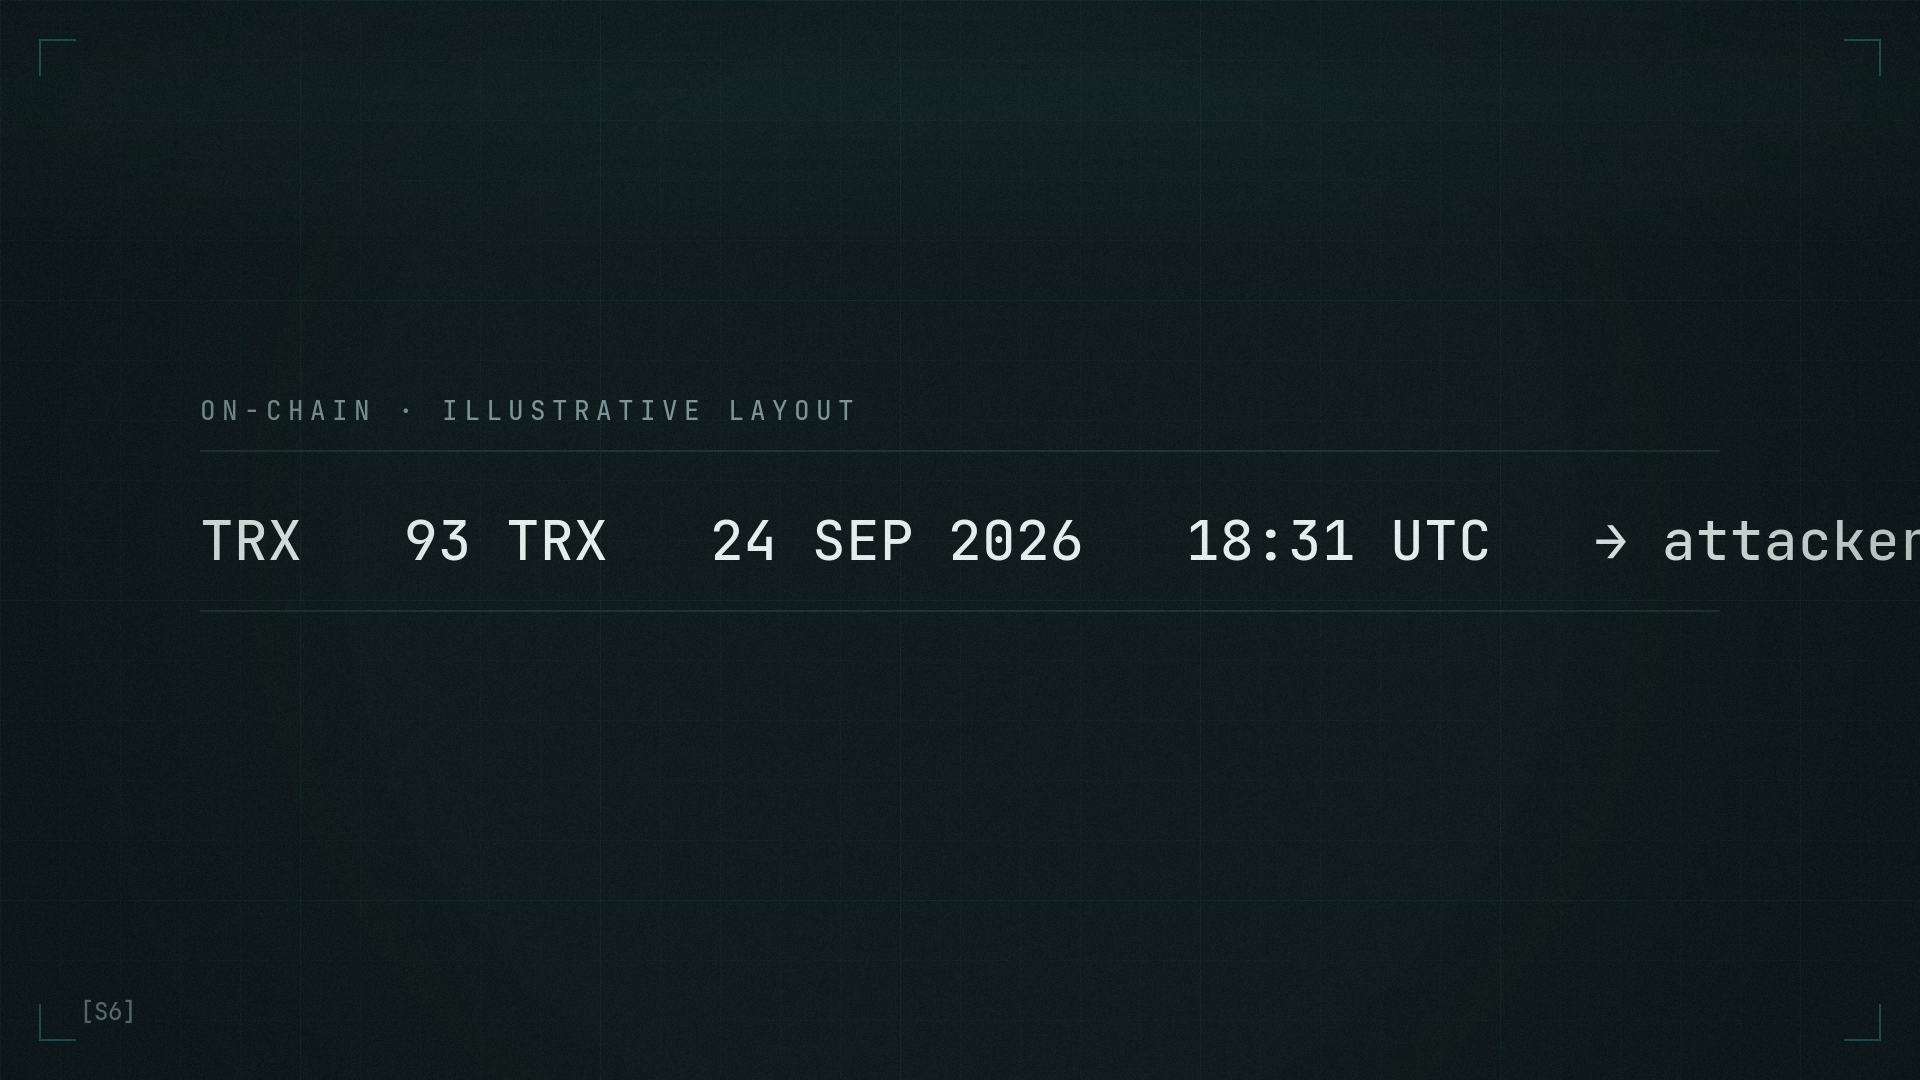 ON-CHAIN · ILLUSTRATIVE LAYOUT
TRX 93 TRX 24 SEP 2026 18:31 UTC → attacker
[S6]